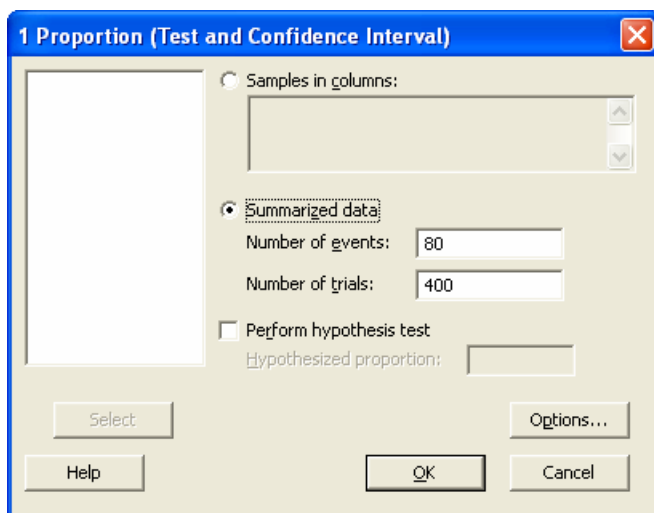 1 Proportion (Test and Confidence Interval)
Samples in columns:
Summarized data
Number of events: 80
Number of trials: 400
Perform hypothesis test
Hypothesized proportion:
Select
Options...
Help
OK
Cancel